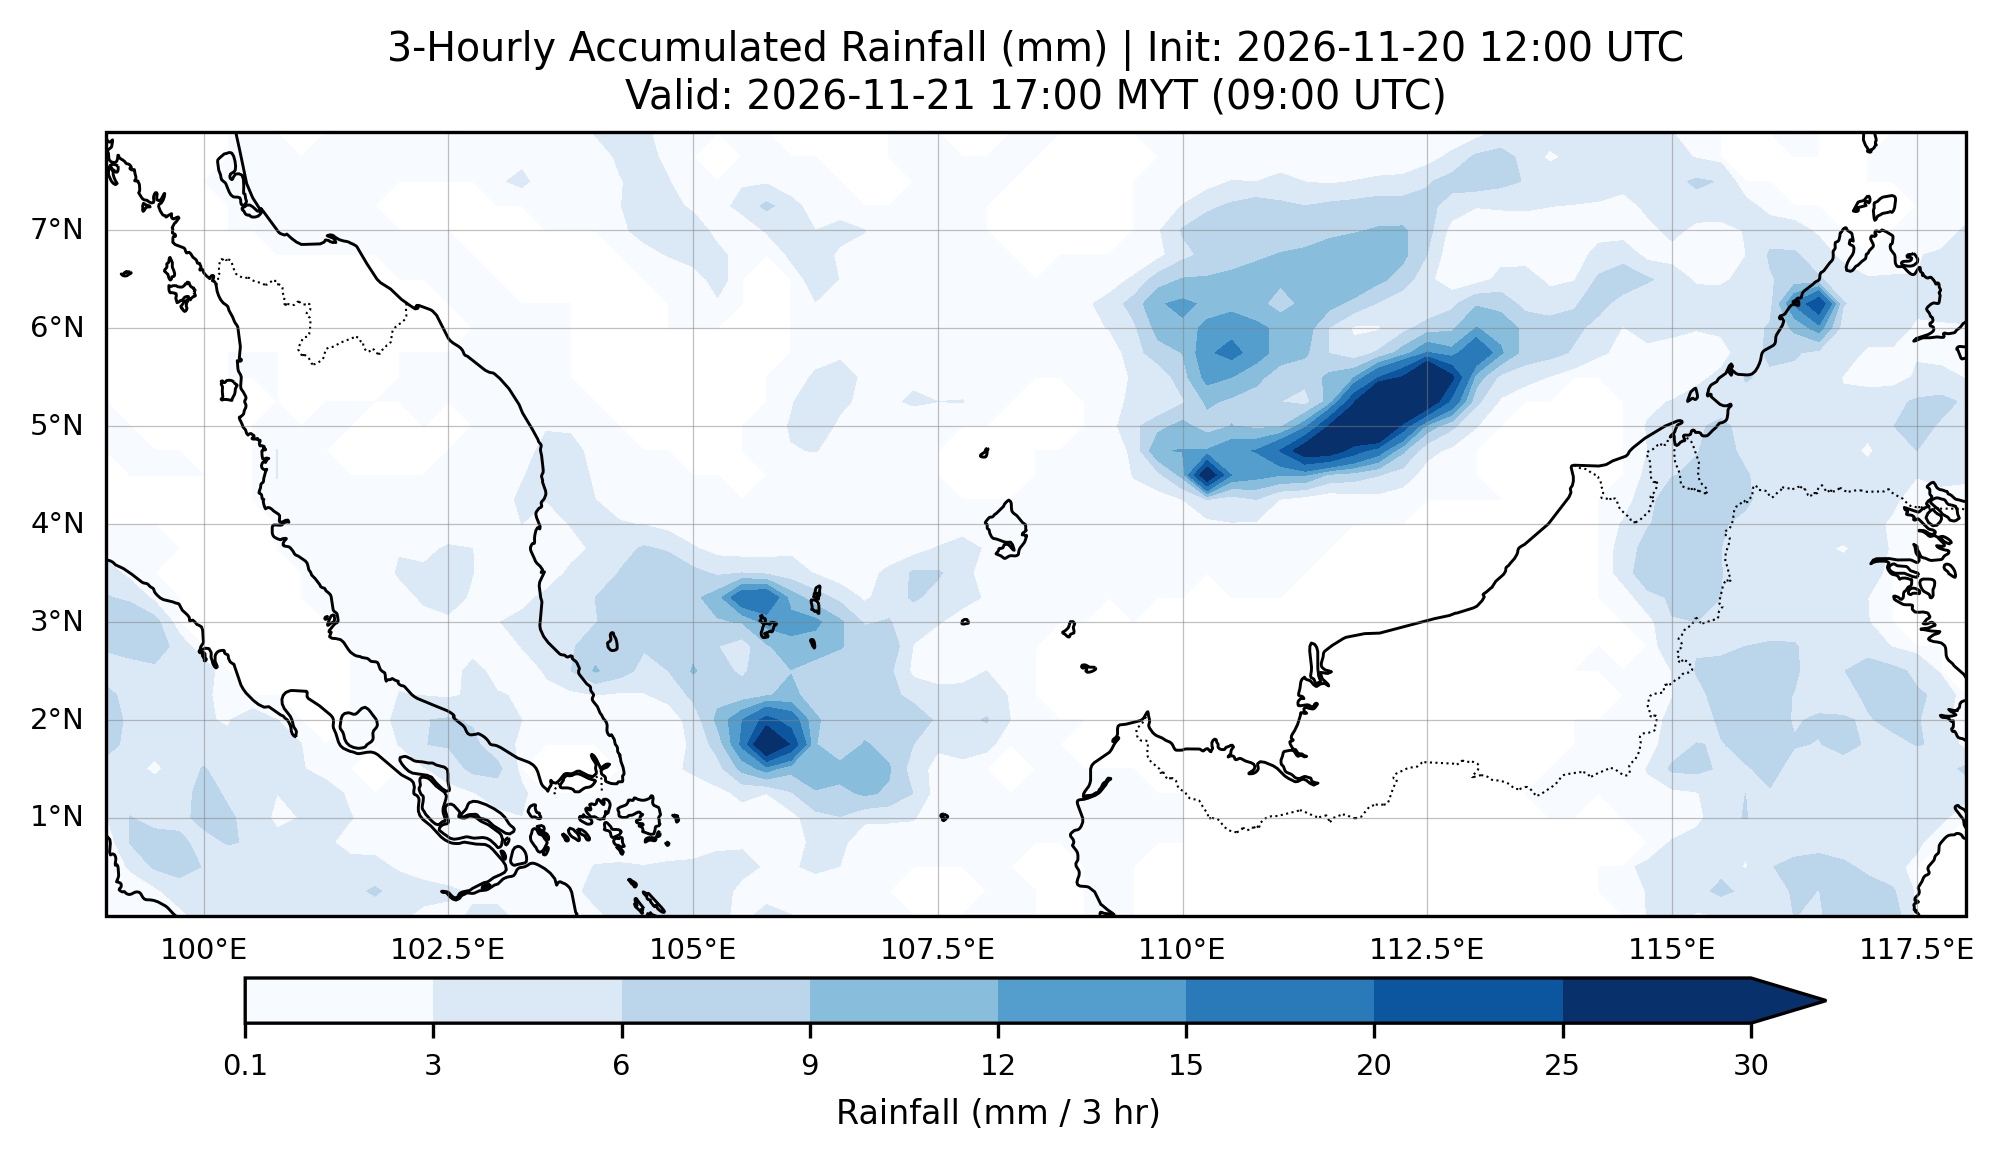 3-Hourly Accumulated Rainfall (mm) | Init: 2026-11-20 12:00 UTC
Valid: 2026-11-21 17:00 MYT (09:00 UTC)
7°N
6°N
5°N
4°N
3°N
2°N
1°N
100°E 102.5°E 105°E 107.5°E 110°E 112.5°E 115°E 117.5°E
0.1 3 6 9 12 15 20 25 30
Rainfall (mm / 3 hr)